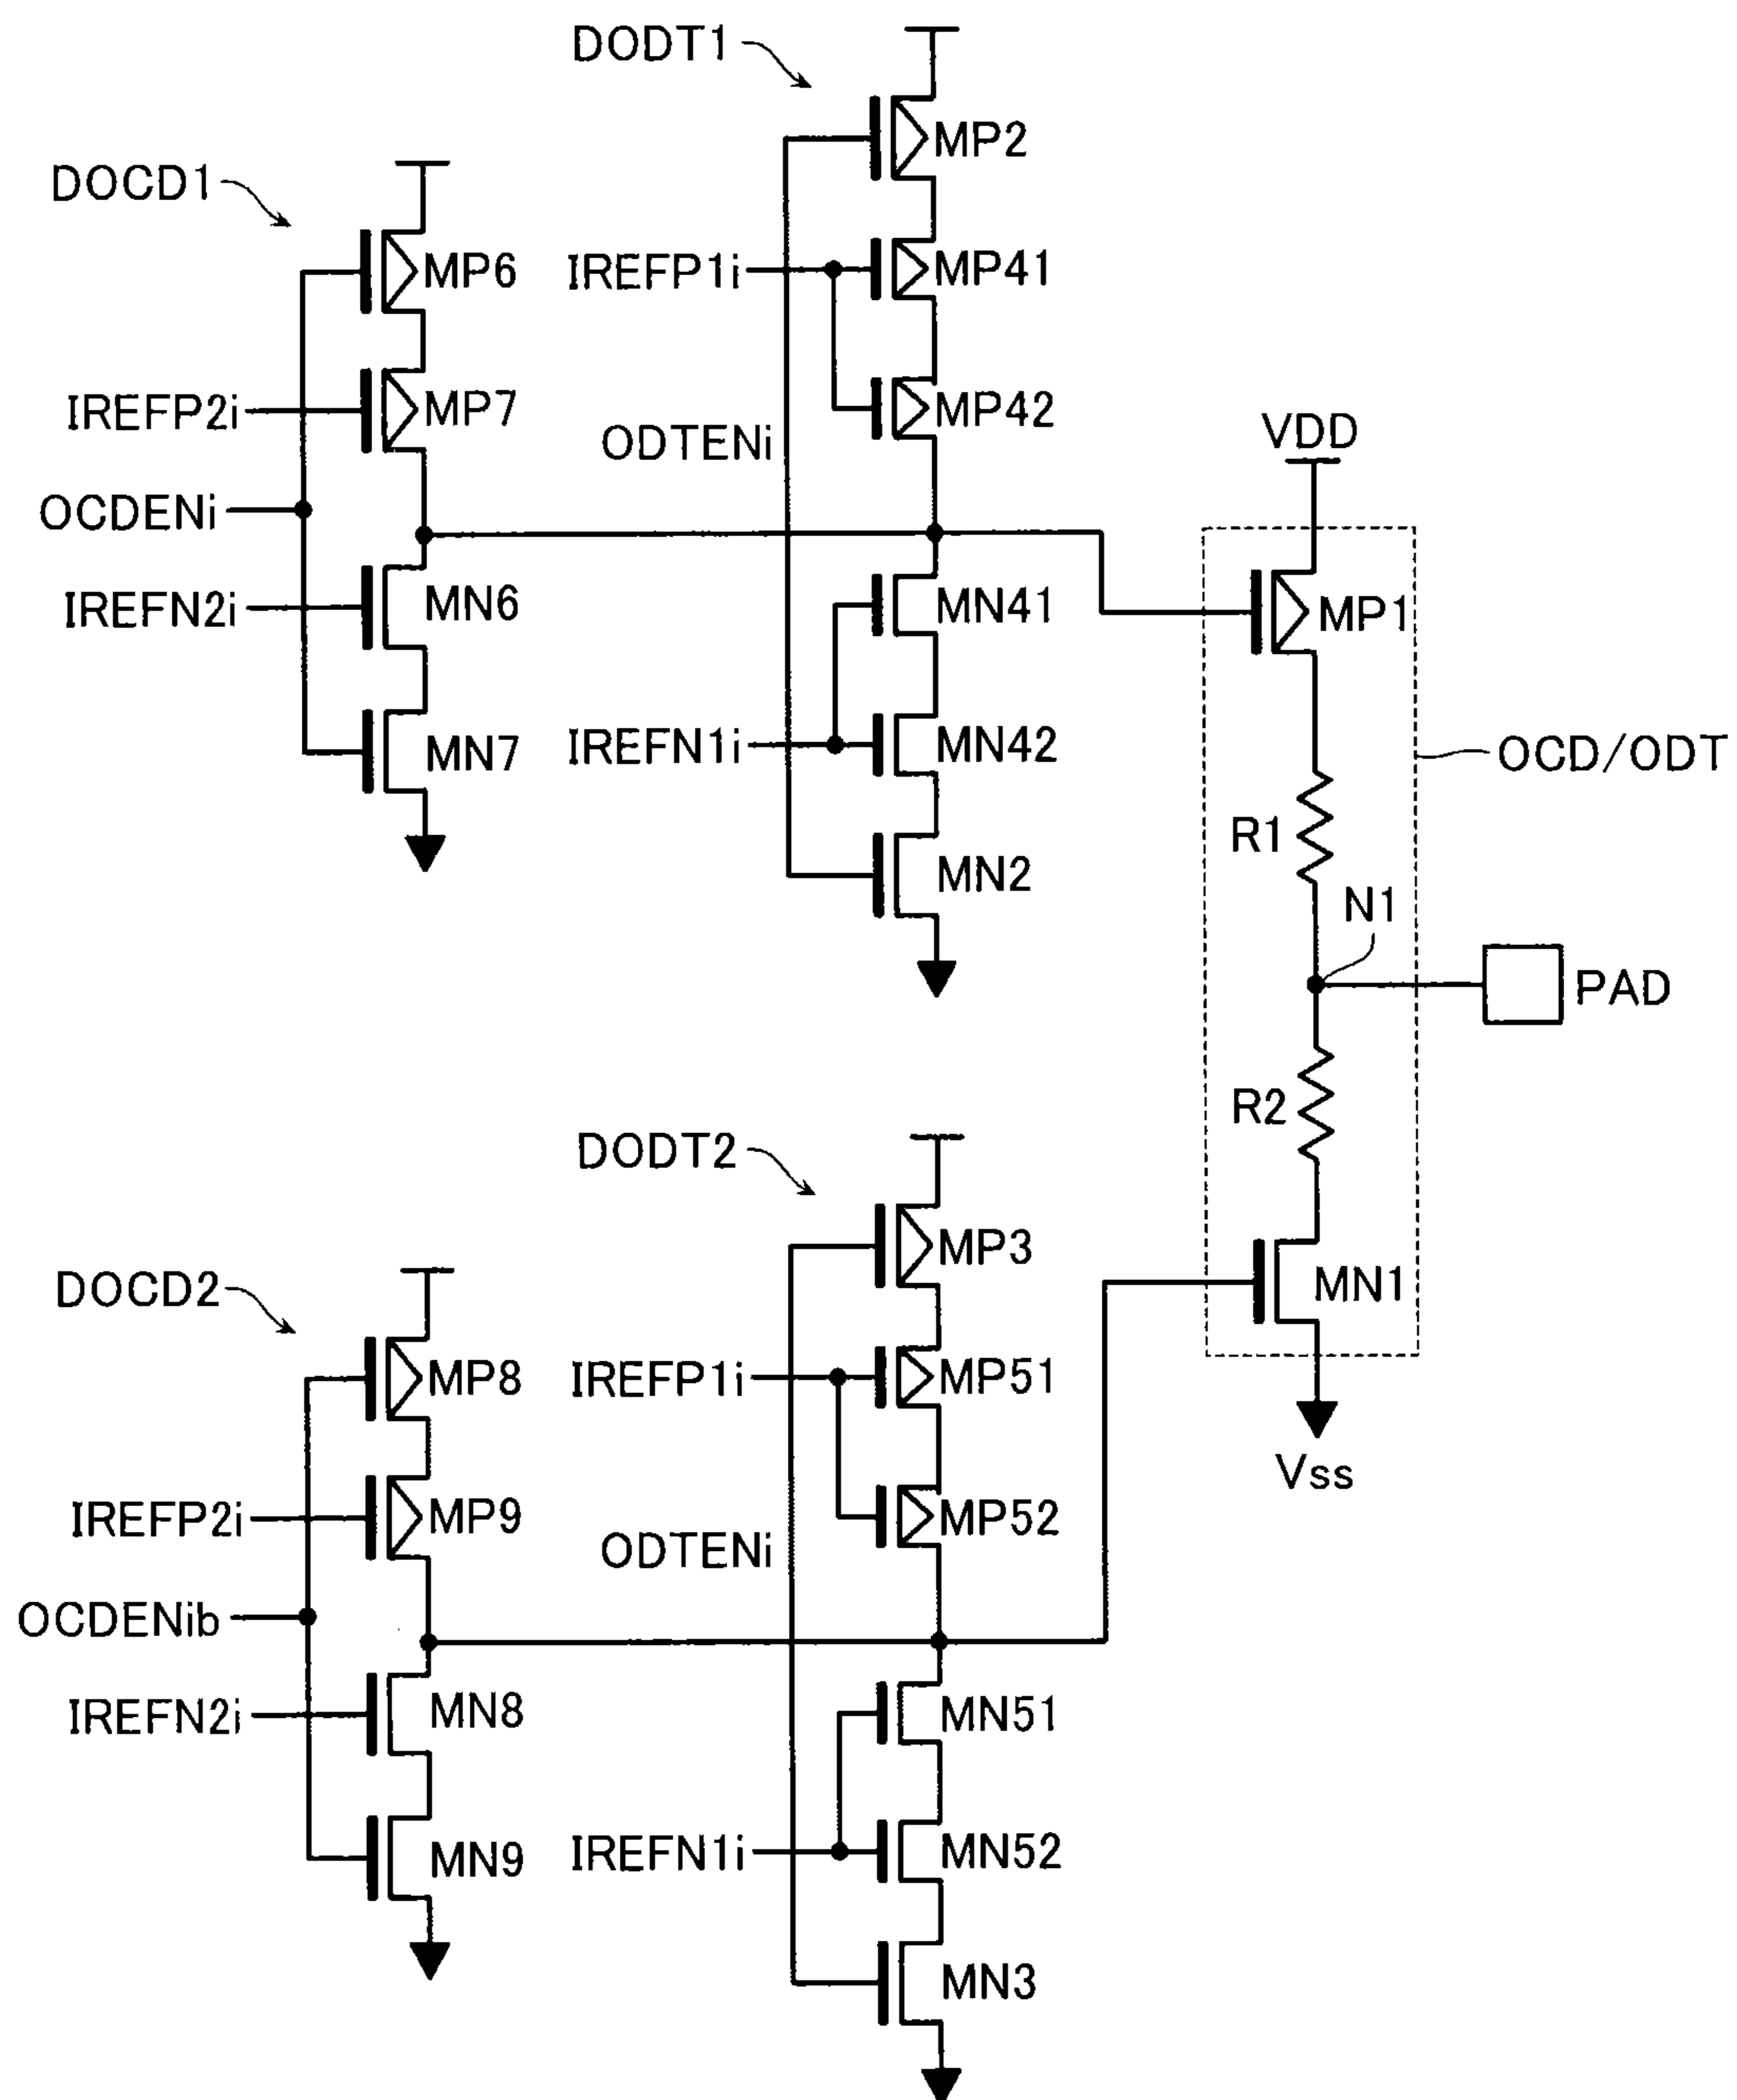 DODT1
MP2
DOCD1
MP6
IREFP1i
MP41
IREFP2i
MP7
MP42
ODTENi
VDD
OCDENi
IREFN2i
MN6
MN41
MP1
IREFN1i
MN42
MN7
OCD/ODT
R1
MN2
N1
PAD
R2
DODT2
MP3
DOCD2
MN1
MP8
IREFP1i
MP51
Vss
IREFP2i
MP9
MP52
ODTENi
OCDENib
IREFN2i
MN8
MN51
IREFN1i
MN52
MN9
MN3